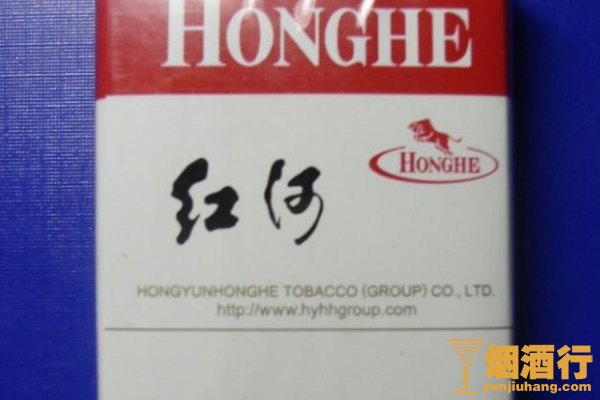 HONGHE
HONGHE
红河
HONGYUNHONGHE TOBACCO (GROUP) CO., LTD.
http://www.hyhhgroup.com
烟酒行
yanjiuhang.com